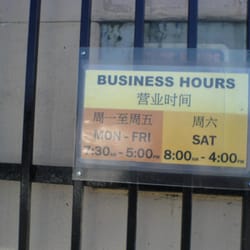 BUSINESS HOURS
营业时间
周一至周五 周六
MON - FRI SAT
7:30AM - 5:00PM 8:00AM - 4:00PM